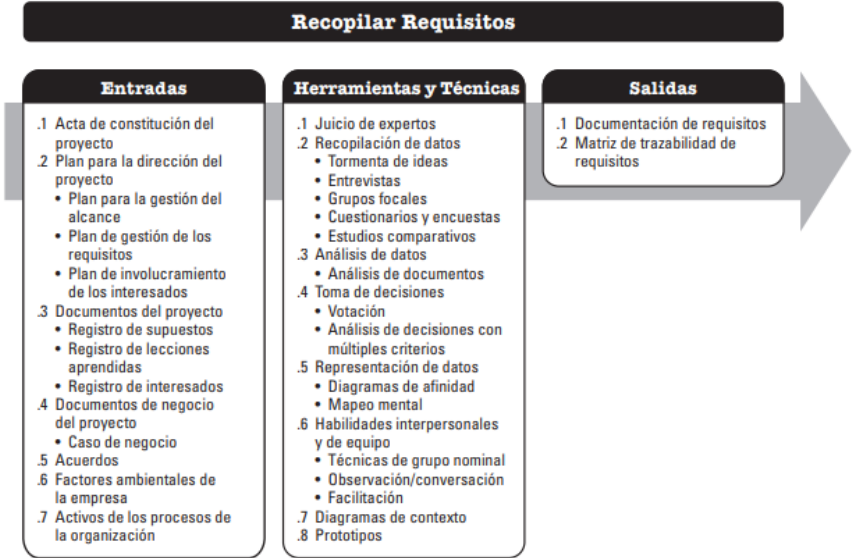 Recopilar Requisitos
Entradas
.1 Acta de constitución del
proyecto
.2 Plan para la dirección del
proyecto
• Plan para la gestión del
alcance
• Plan de gestión de los
requisitos
• Plan de involucramiento
de los interesados
.3 Documentos del proyecto
• Registro de supuestos
• Registro de lecciones
aprendidas
• Registro de interesados
.4 Documentos de negocio
del proyecto
• Caso de negocio
.5 Acuerdos
.6 Factores ambientales de
la empresa
.7 Activos de los procesos de
la organización
Herramientas y Técnicas
.1 Juicio de expertos
.2 Recopilación de datos
• Tormenta de ideas
• Entrevistas
• Grupos focales
• Cuestionarios y encuestas
• Estudios comparativos
.3 Análisis de datos
• Análisis de documentos
.4 Toma de decisiones
• Votación
• Análisis de decisiones con
múltiples criterios
.5 Representación de datos
• Diagramas de afinidad
• Mapeo mental
.6 Habilidades interpersonales
y de equipo
• Técnicas de grupo nominal
• Observación/conversación
• Facilitación
.7 Diagramas de contexto
.8 Prototipos
Salidas
.1 Documentación de requisitos
.2 Matriz de trazabilidad de
requisitos